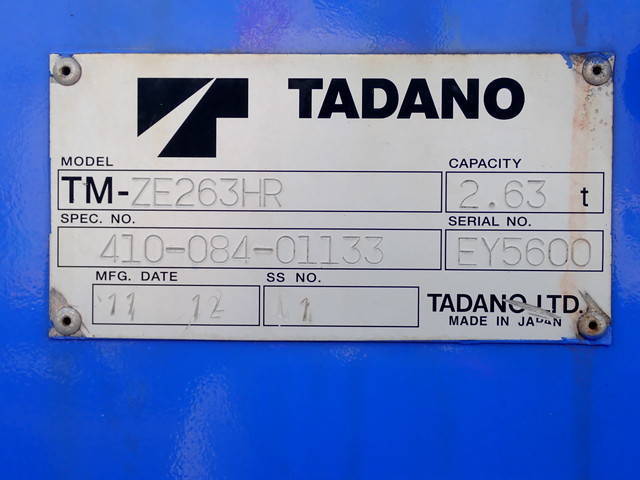 TADANO
MODEL CAPACITY
TM-ZE263HR 2.63 t
SPEC. NO. SERIAL NO.
410-084-01133 EY5600
MFG. DATE SS NO.
'11 12
TADANO LTD.
MADE IN JAPAN